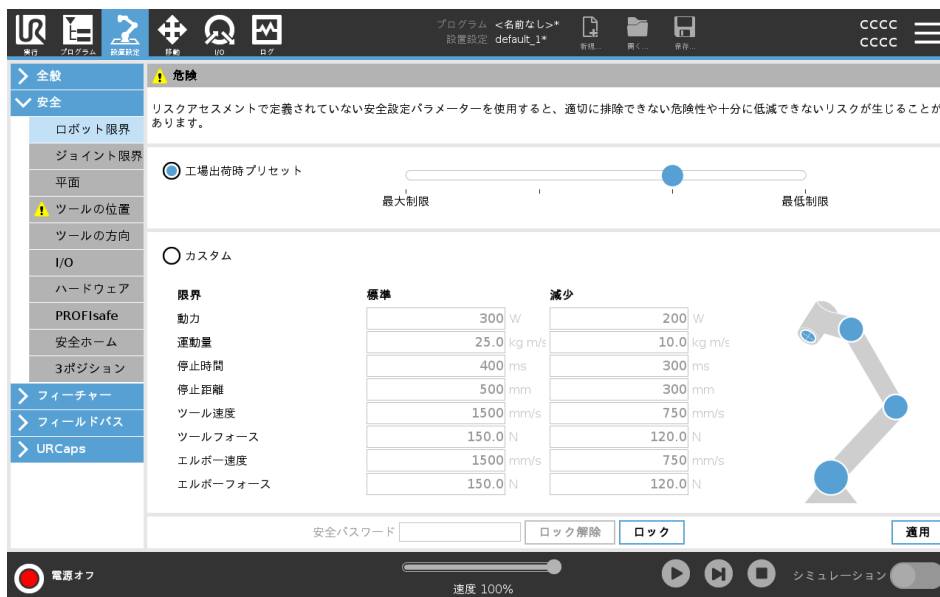 UR
実行
プログラム
設置設定
移動
I/O
ログ
プログラム <名前なし>*
設置設定 default_1*
新規...
開く...
保存...
CCCC
CCCC
全般
安全
ロボット限界
ジョイント限界
平面
ツールの位置
ツールの方向
I/O
ハードウェア
PROFIsafe
安全ホーム
3ポジション
フィーチャー
フィールドバス
URCaps
危険
リスクアセスメントで定義されていない安全設定パラメーターを使用すると、適切に排除できない危険性や十分に低減できないリスクが生じることが
あります。
工場出荷時プリセット
最大制限 最低制限
カスタム
限界 標準 減少
動力 300 W 200 W
運動量 25.0 kg m/s 10.0 kg m/s
停止時間 400 ms 300 ms
停止距離 500 mm 300 mm
ツール速度 1500 mm/s 750 mm/s
ツールフォース 150.0 N 120.0 N
エルボー速度 1500 mm/s 750 mm/s
エルボーフォース 150.0 N 120.0 N
安全パスワード ロック解除 ロック 適用
電源オフ
速度 100%
シミュレーション